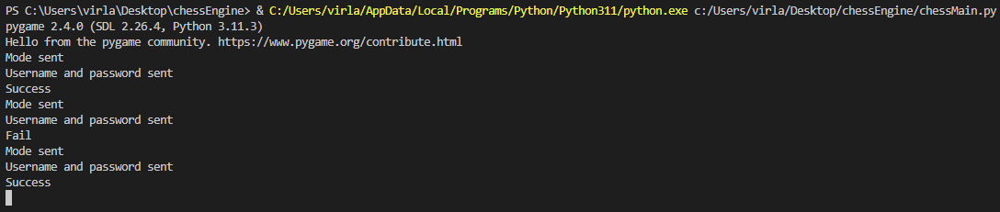 PS C:\Users\virla\Desktop\chessEngine> & C:/Users/virla/AppData/Local/Programs/Python/Python311/python.exe c:/Users/virla/Desktop/chessEngine/chessMain.py
pygame 2.4.0 (SDL 2.26.4, Python 3.11.3)
Hello from the pygame community. https://www.pygame.org/contribute.html
Mode sent
Username and password sent
Success
Mode sent
Username and password sent
Fail
Mode sent
Username and password sent
Success